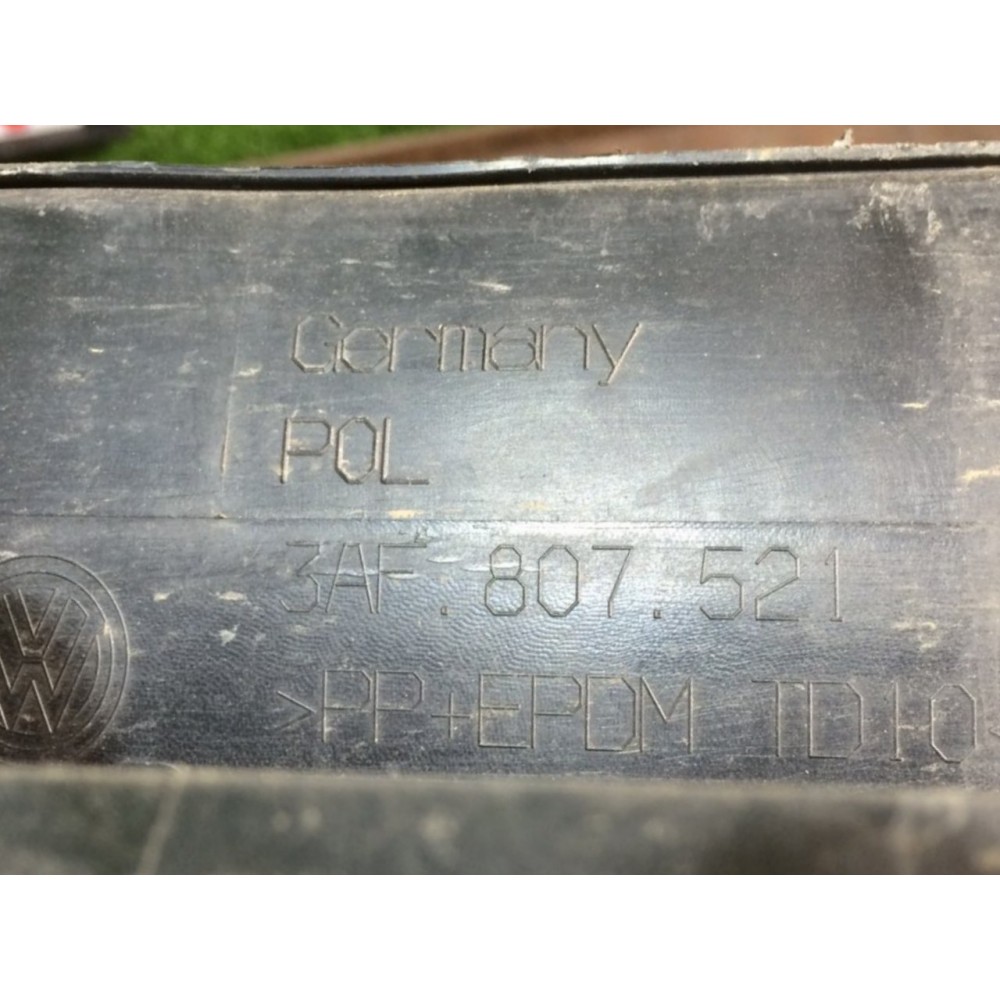 Germany
POL
3AF.807.521
>PP+EPDM TD10<